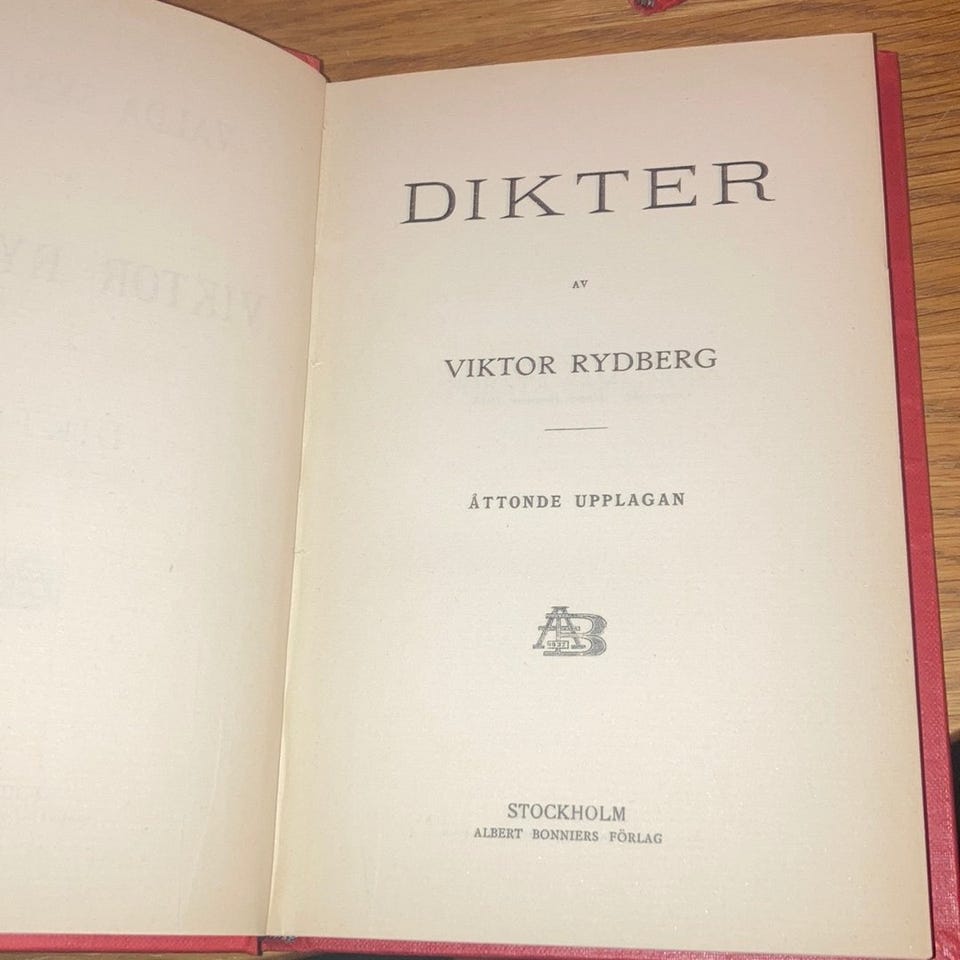 DIKTER
AV
VIKTOR RYDBERG
ÅTTONDE UPPLAGAN
AB
STOCKHOLM
ALBERT BONNIERS FÖRLAG